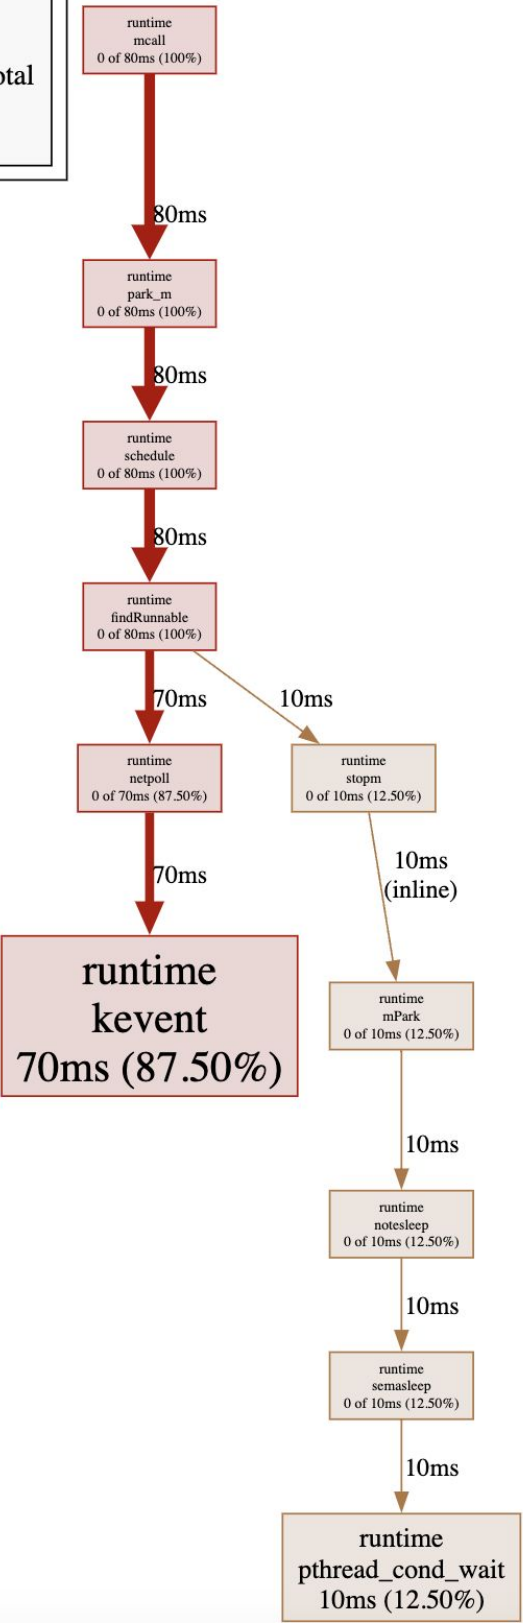 otal
runtime
mcall
0 of 80ms (100%)
80ms
runtime
park_m
0 of 80ms (100%)
80ms
runtime
schedule
0 of 80ms (100%)
80ms
runtime
findRunnable
0 of 80ms (100%)
70ms
10ms
runtime
netpoll
0 of 70ms (87.50%)
runtime
stopm
0 of 10ms (12.50%)
70ms
10ms
(inline)
runtime
kevent
70ms (87.50%)
runtime
mPark
0 of 10ms (12.50%)
10ms
runtime
notesleep
0 of 10ms (12.50%)
10ms
runtime
semasleep
0 of 10ms (12.50%)
10ms
runtime
pthread_cond_wait
10ms (12.50%)